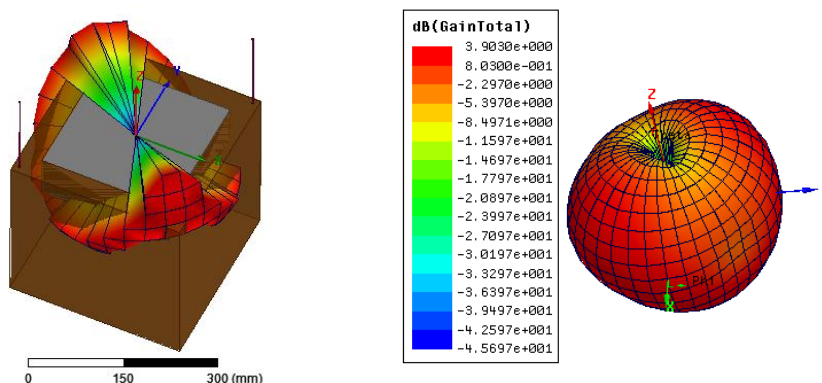 Z
Y
0
150
300 (mm)
dB(GainTotal)
3.9030e+000
8.0300e-001
-2.2970e+000
-5.3970e+000
-8.4971e+000
-1.1597e+001
-1.4697e+001
-1.7797e+001
-2.0897e+001
-2.3997e+001
-2.7097e+001
-3.0197e+001
-3.3297e+001
-3.6397e+001
-3.9497e+001
-4.2597e+001
-4.5697e+001
Z